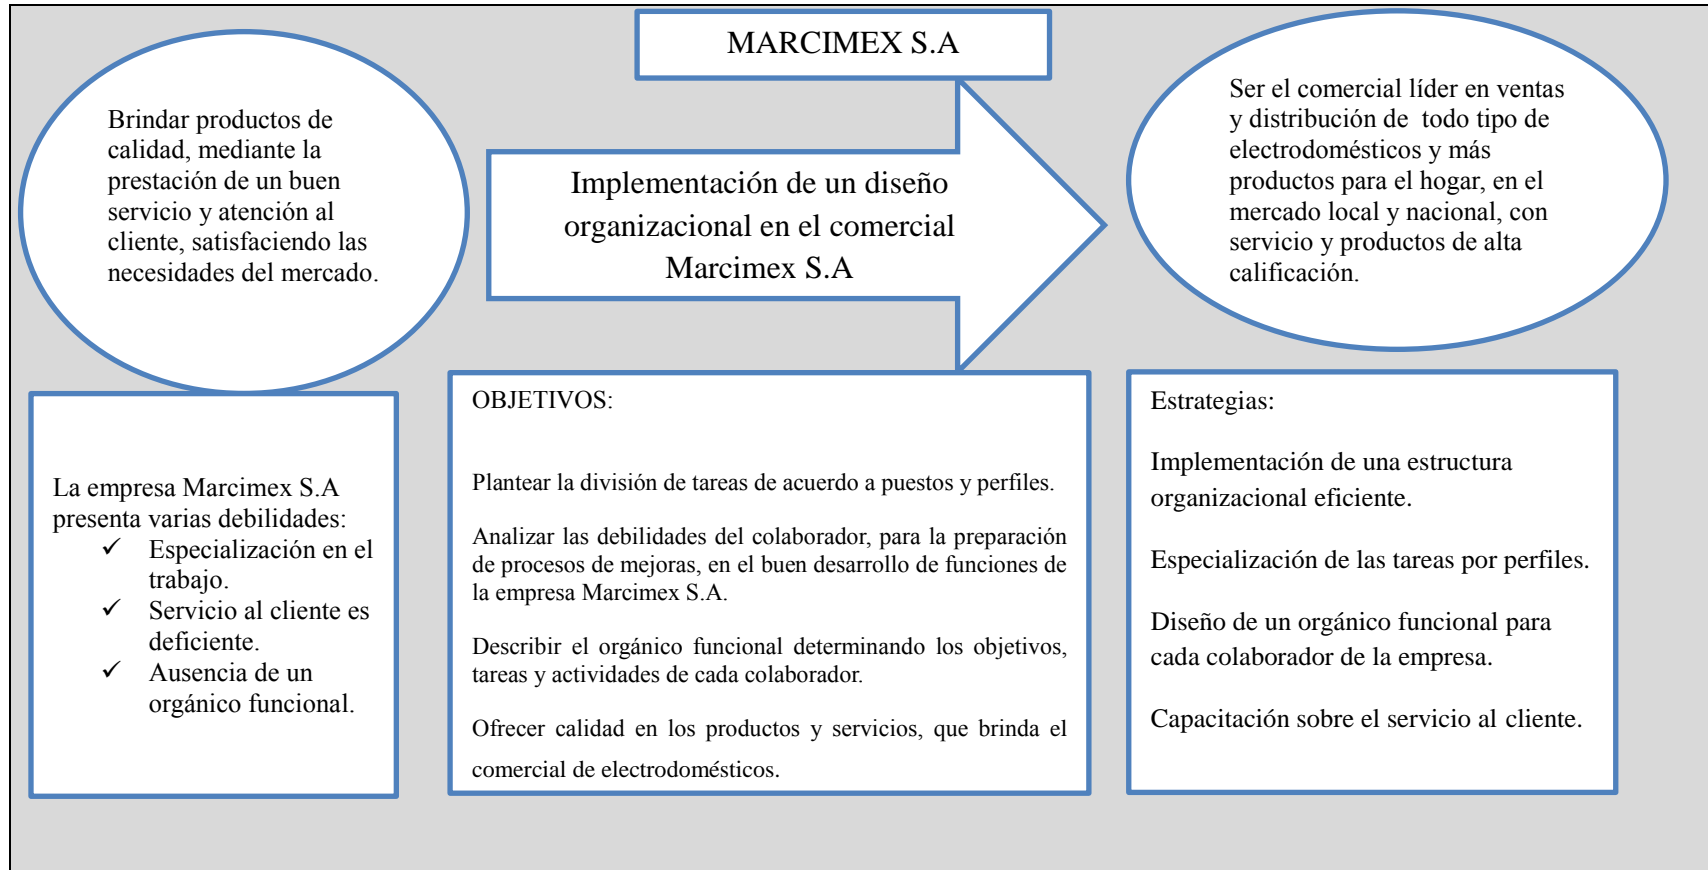 MARCIMEX S.A
Brindar productos de
calidad, mediante la
prestación de un buen
servicio y atención al
cliente, satisfaciendo las
necesidades del mercado.
Implementación de un diseño
organizacional en el comercial
Marcimex S.A
Ser el comercial líder en ventas
y distribución de todo tipo de
electrodomésticos y más
productos para el hogar, en el
mercado local y nacional, con
servicio y productos de alta
calificación.
La empresa Marcimex S.A
presenta varias debilidades:
✓ Especialización en el
trabajo.
✓ Servicio al cliente es
deficiente.
✓ Ausencia de un
orgánico funcional.
OBJETIVOS:
Plantear la división de tareas de acuerdo a puestos y perfiles.
Analizar las debilidades del colaborador, para la preparación
de procesos de mejoras, en el buen desarrollo de funciones de
la empresa Marcimex S.A.
Describir el orgánico funcional determinando los objetivos,
tareas y actividades de cada colaborador.
Ofrecer calidad en los productos y servicios, que brinda el
comercial de electrodomésticos.
Estrategias:
Implementación de una estructura
organizacional eficiente.
Especialización de las tareas por perfiles.
Diseño de un orgánico funcional para
cada colaborador de la empresa.
Capacitación sobre el servicio al cliente.